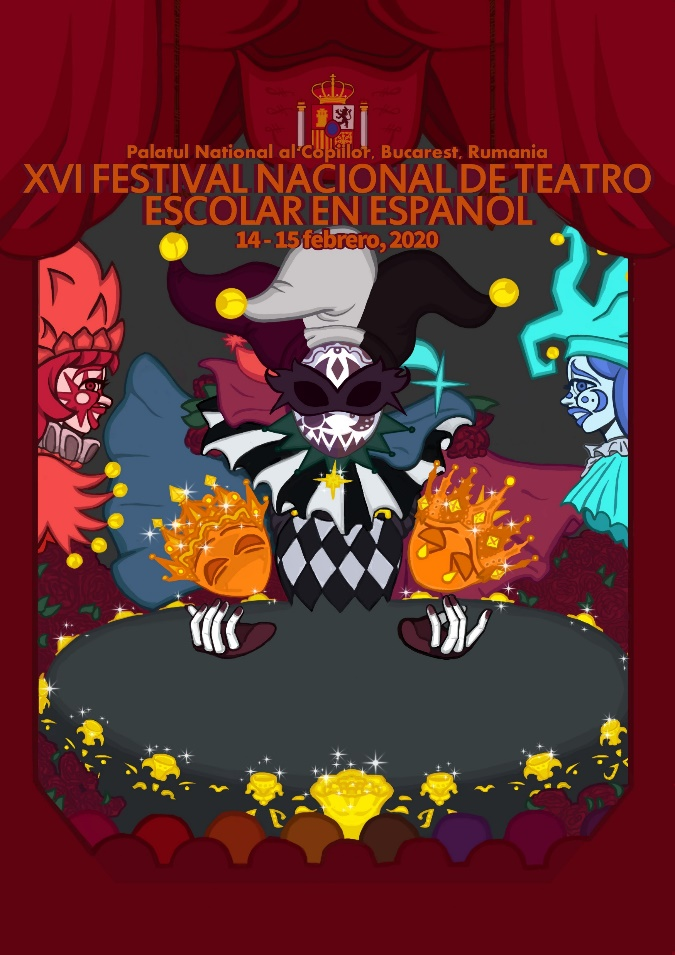 Palatul National al Copiilor, Bucarest, Rumania
XVI FESTIVAL NACIONAL DE TEATRO
ESCOLAR EN ESPAÑOL
14 - 15 febrero, 2020